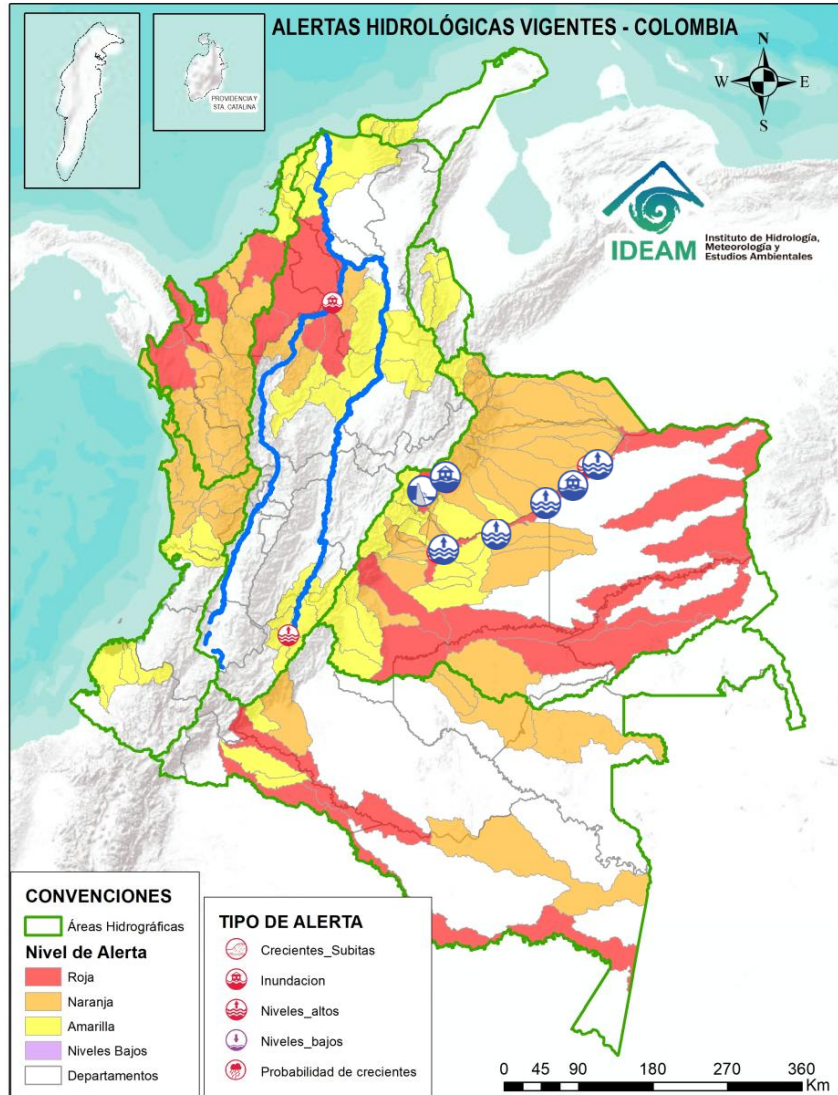 ALERTAS HIDROLÓGICAS VIGENTES - COLOMBIA
PROVIDENCIA Y
STA. CATALINA
N
W
E
S
IDEAM
Instituto de Hidrología,
Meteorología y
Estudios Ambientales
CONVENCIONES
Áreas Hidrográficas
Nivel de Alerta
Roja
Naranja
Amarilla
Niveles Bajos
Departamentos
TIPO DE ALERTA
Crecientes_Subitas
Inundacion
Niveles_altos
Niveles_bajos
Probabilidad de crecientes
0 45 90 180 270 360
Km